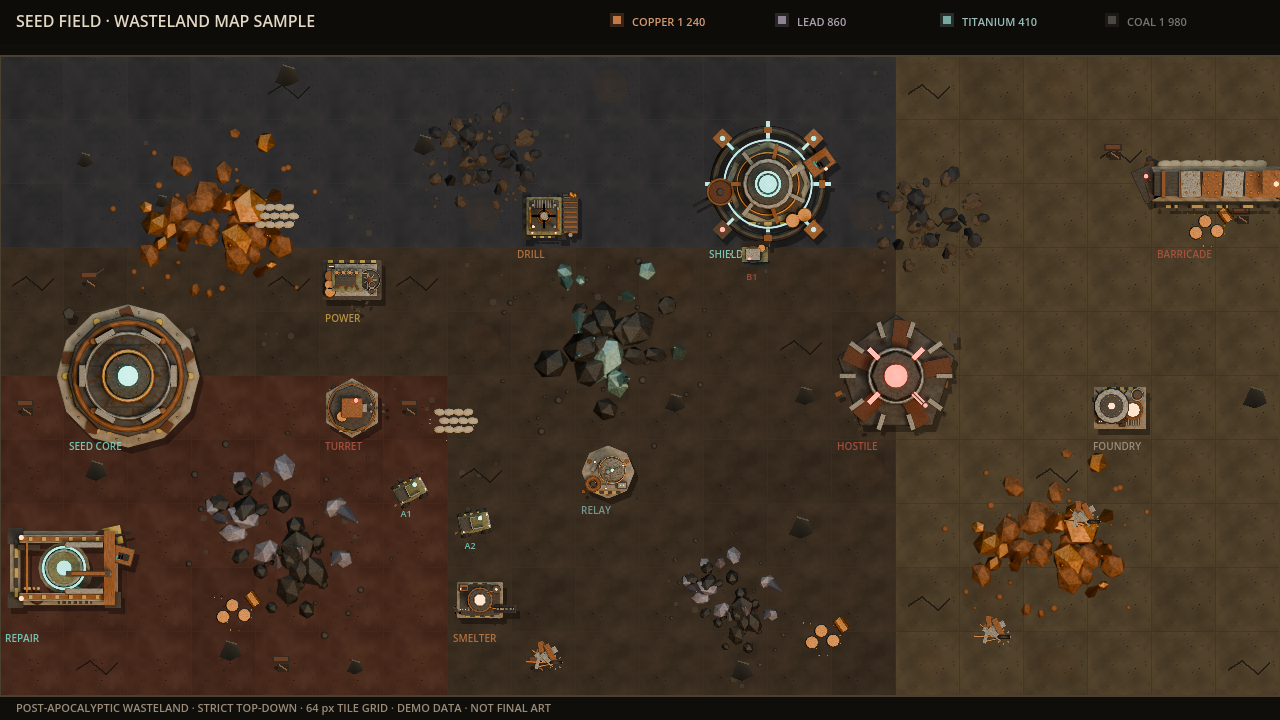 SEED FIELD · WASTELAND MAP SAMPLE
COPPER 1 240
LEAD 860
TITANIUM 410
COAL 1 980
DRILL
SHIELD
BARRICADE
B1
POWER
SEED CORE
TURRET
HOSTILE
FOUNDRY
A1
RELAY
A2
REPAIR
SMELTER
POST-APOCALYPTIC WASTELAND · STRICT TOP-DOWN · 64 px TILE GRID · DEMO DATA · NOT FINAL ART